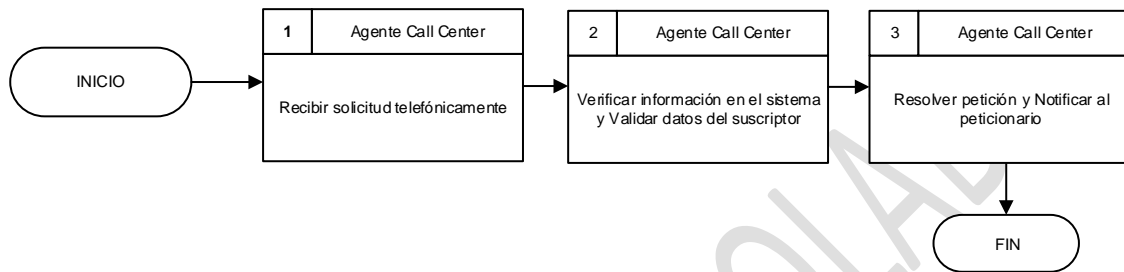 1 Agente Call Center
2 Agente Call Center
3 Agente Call Center
INICIO
Recibir solicitud telefónicamente
Verificar información en el sistema
y Validar datos del suscriptor
Resolver petición y Notificar al
peticionario
FIN